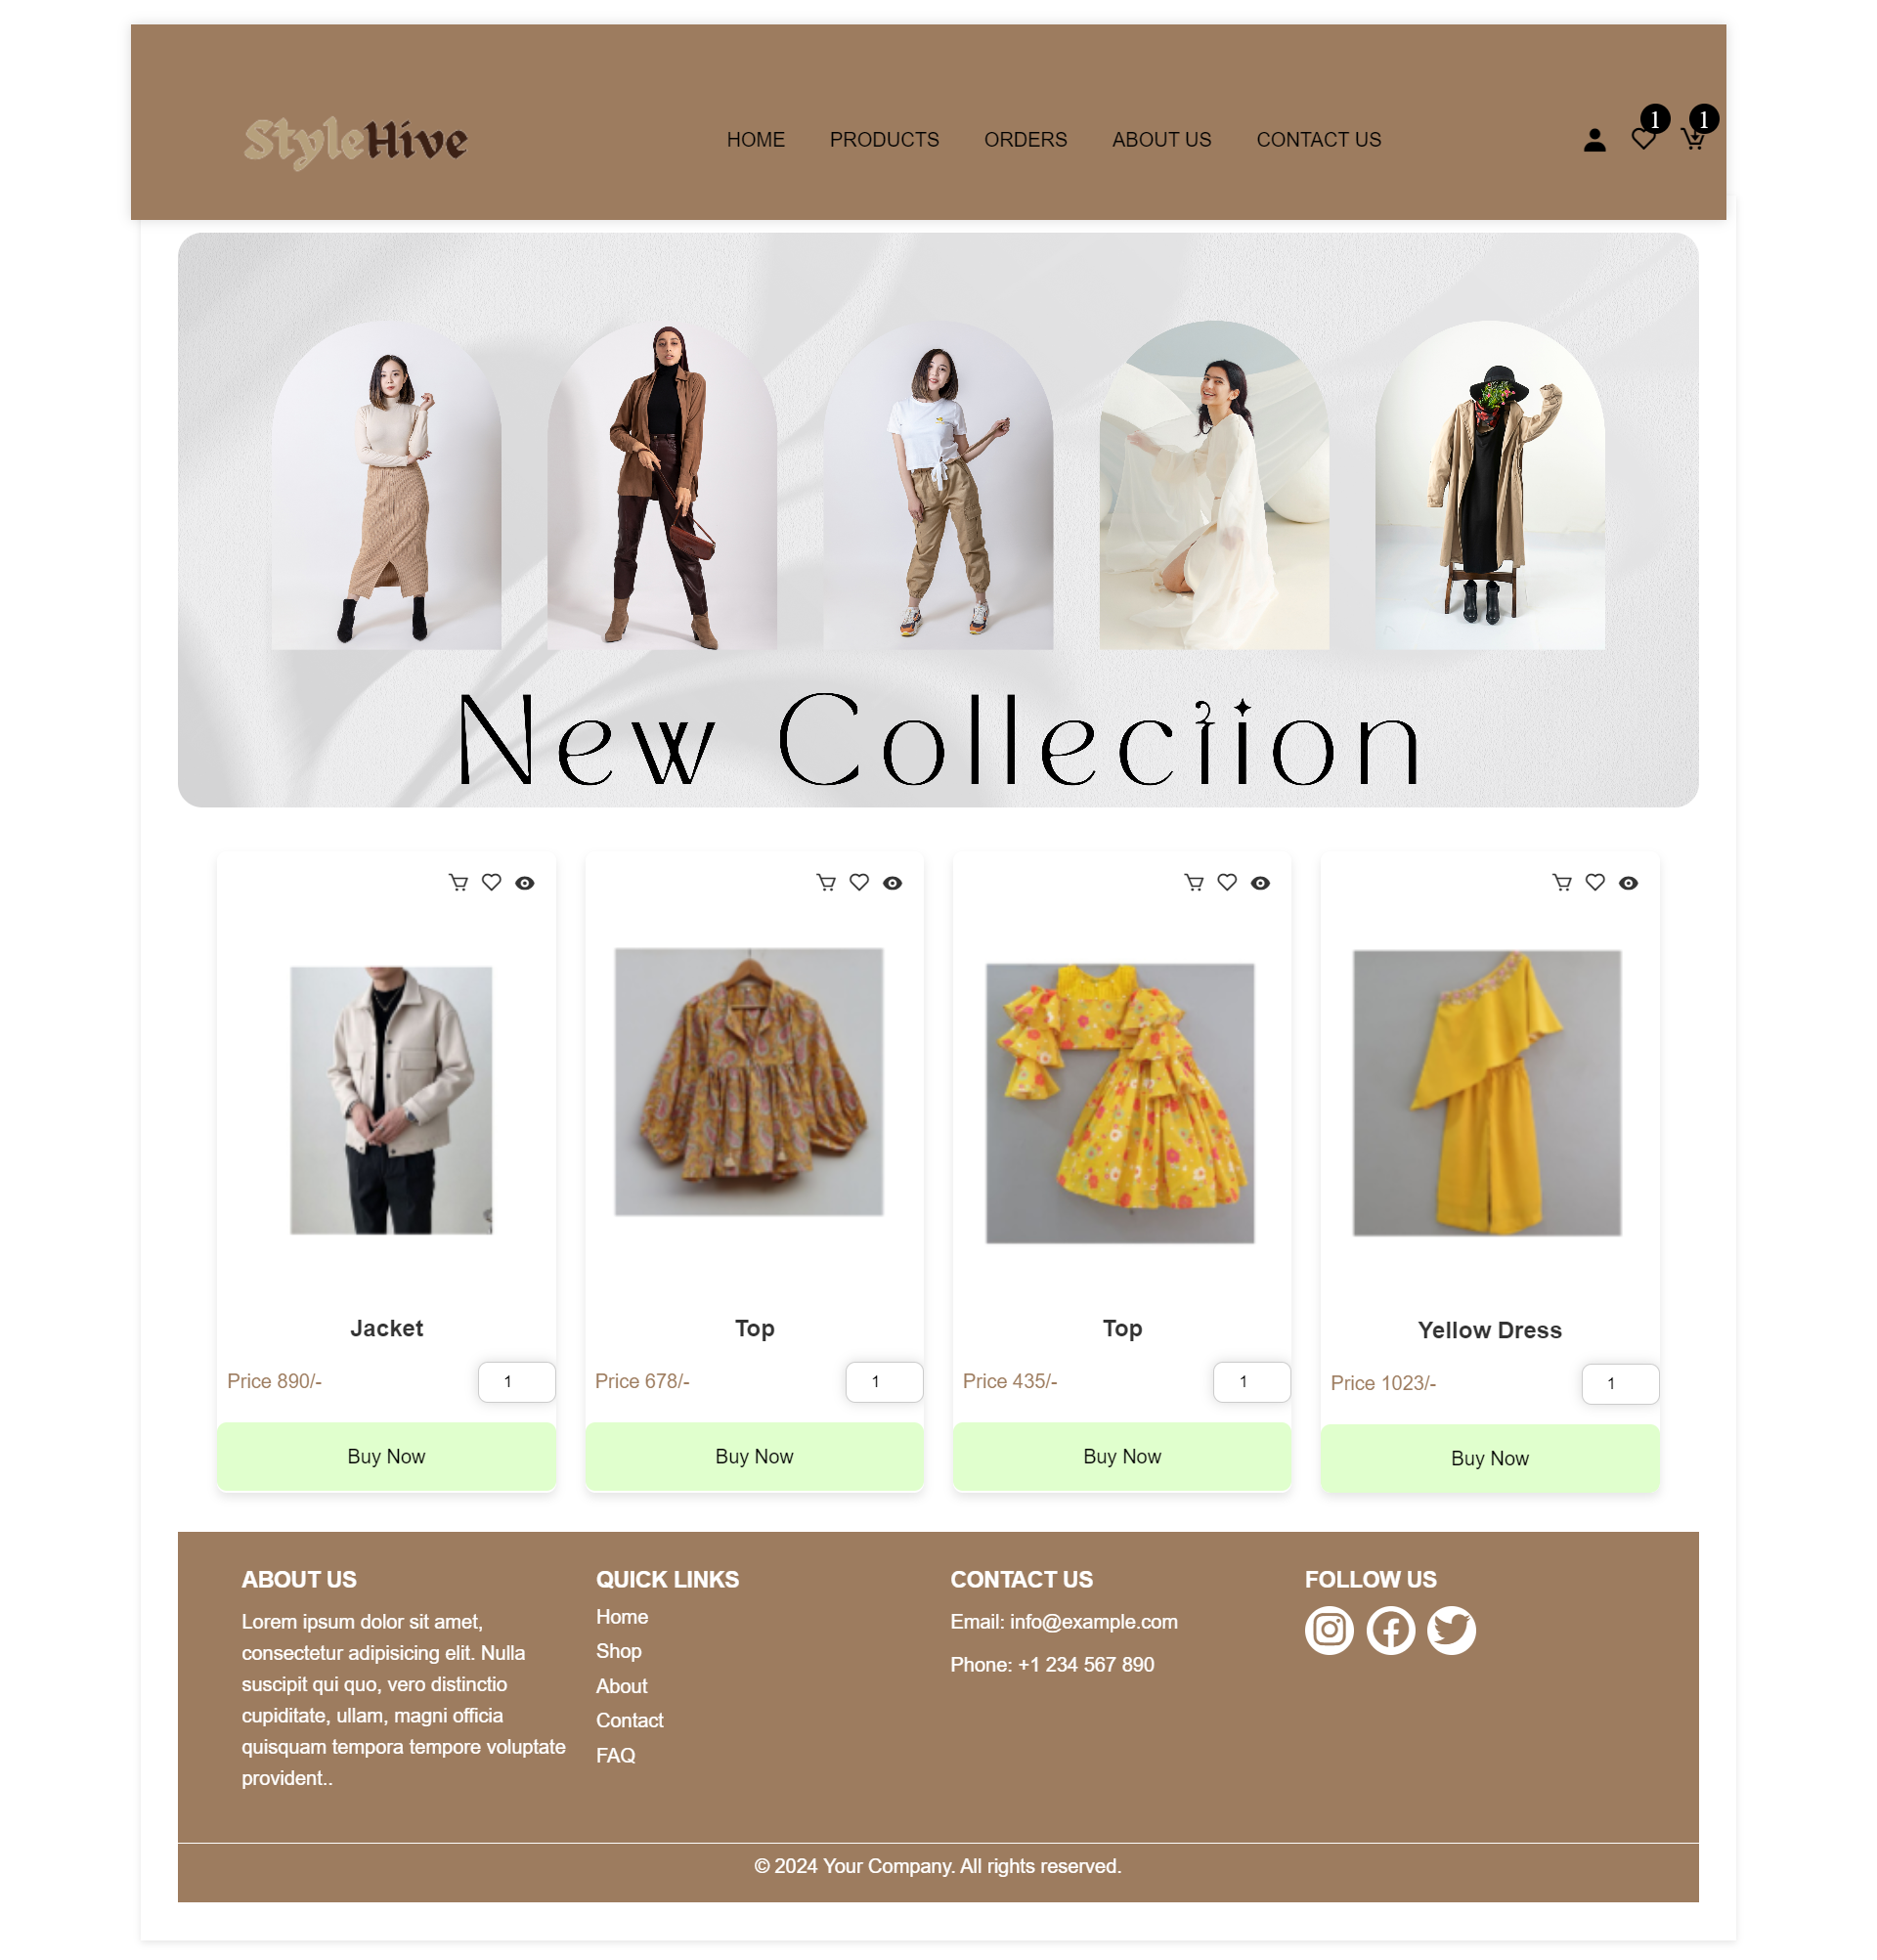 StyleHive
HOME PRODUCTS ORDERS ABOUT US CONTACT US
1 1
New Collection
Jacket
Price 890/- 1
Buy Now
Top
Price 678/- 1
Buy Now
Top
Price 435/- 1
Buy Now
Yellow Dress
Price 1023/- 1
Buy Now
ABOUT US
Lorem ipsum dolor sit amet,
consectetur adipisicing elit. Nulla
suscipit qui quo, vero distinctio
cupiditate, ullam, magni officia
quisquam tempora tempore voluptate
provident..
QUICK LINKS
Home
Shop
About
Contact
FAQ
CONTACT US
Email: info@example.com
Phone: +1 234 567 890
FOLLOW US
© 2024 Your Company. All rights reserved.